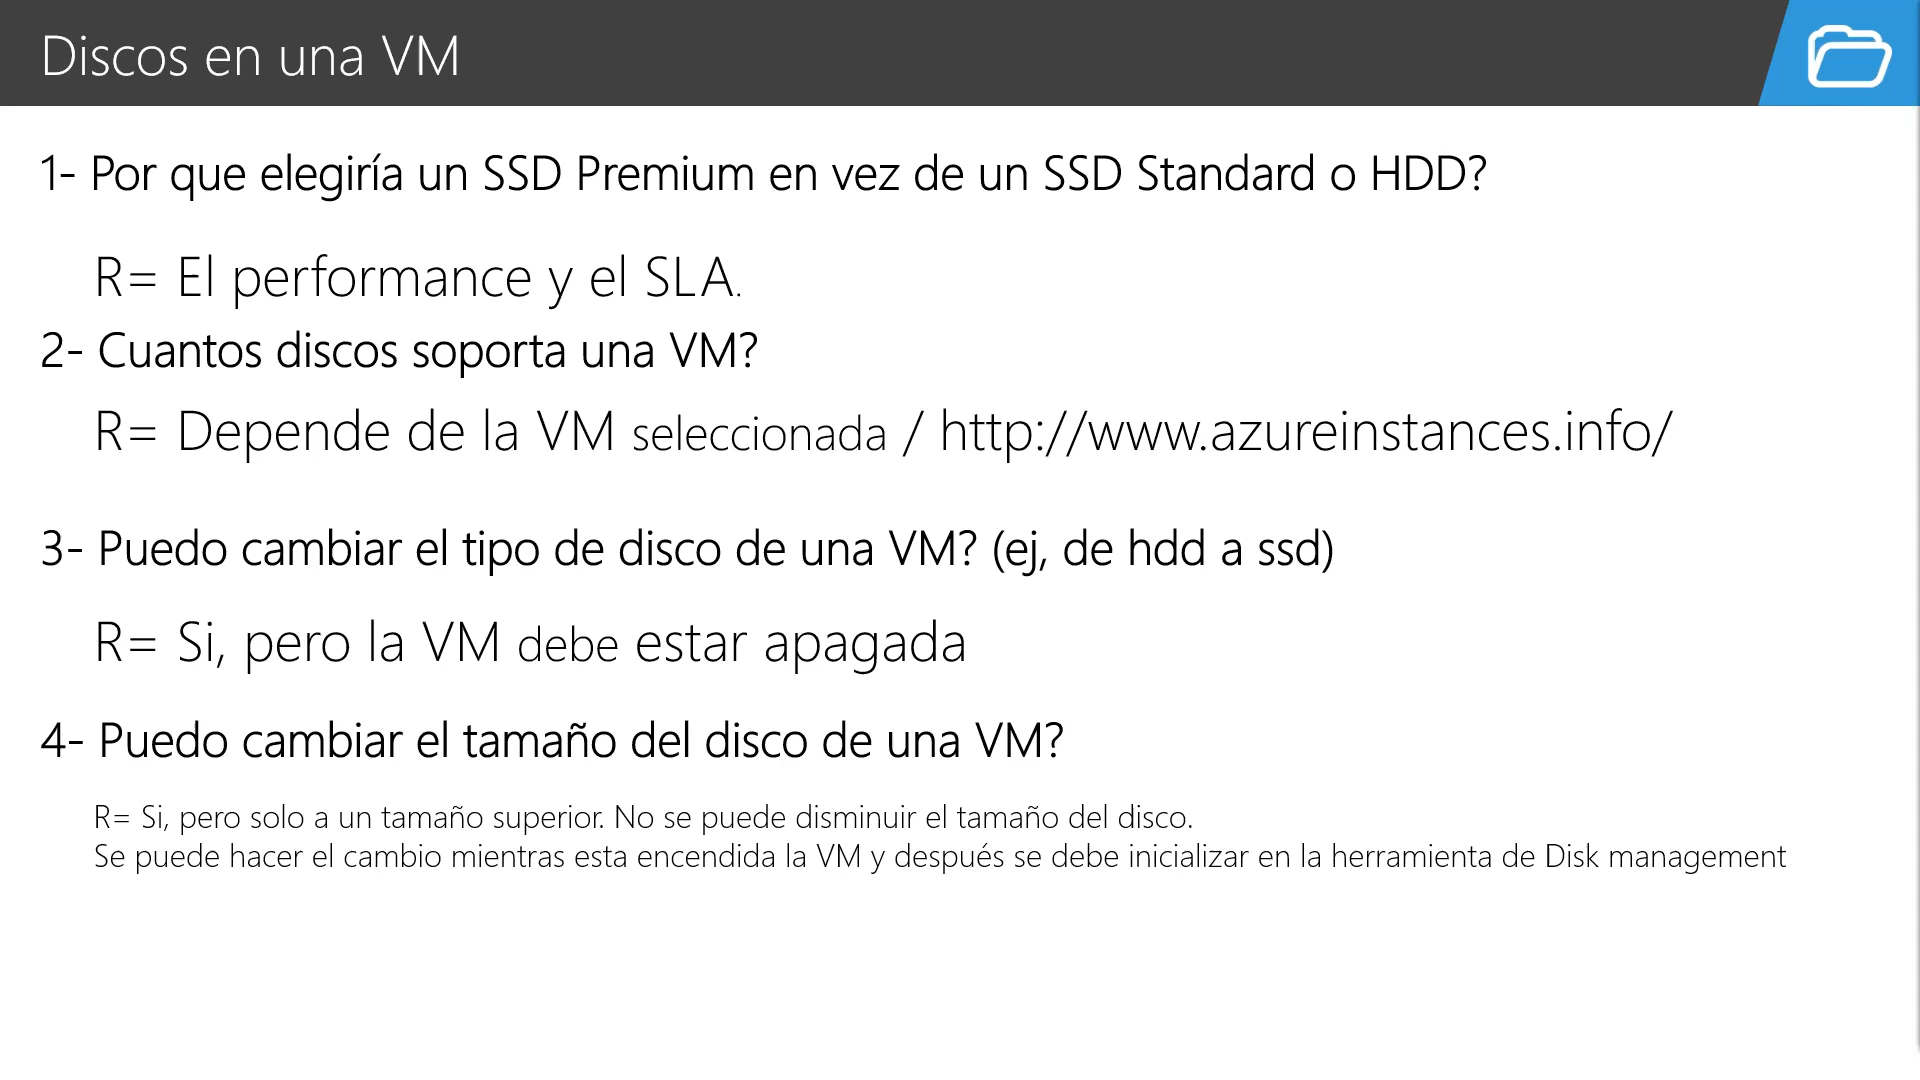 Discos en una VM
1- Por que elegiría un SSD Premium en vez de un SSD Standard o HDD?
R= El performance y el SLA.
2- Cuantos discos soporta una VM?
R= Depende de la VM seleccionada / http://www.azureinstances.info/
3- Puedo cambiar el tipo de disco de una VM? (ej, de hdd a ssd)
R= Si, pero la VM debe estar apagada
4- Puedo cambiar el tamaño del disco de una VM?
R= Si, pero solo a un tamaño superior. No se puede disminuir el tamaño del disco.
Se puede hacer el cambio mientras esta encendida la VM y después se debe inicializar en la herramienta de Disk management